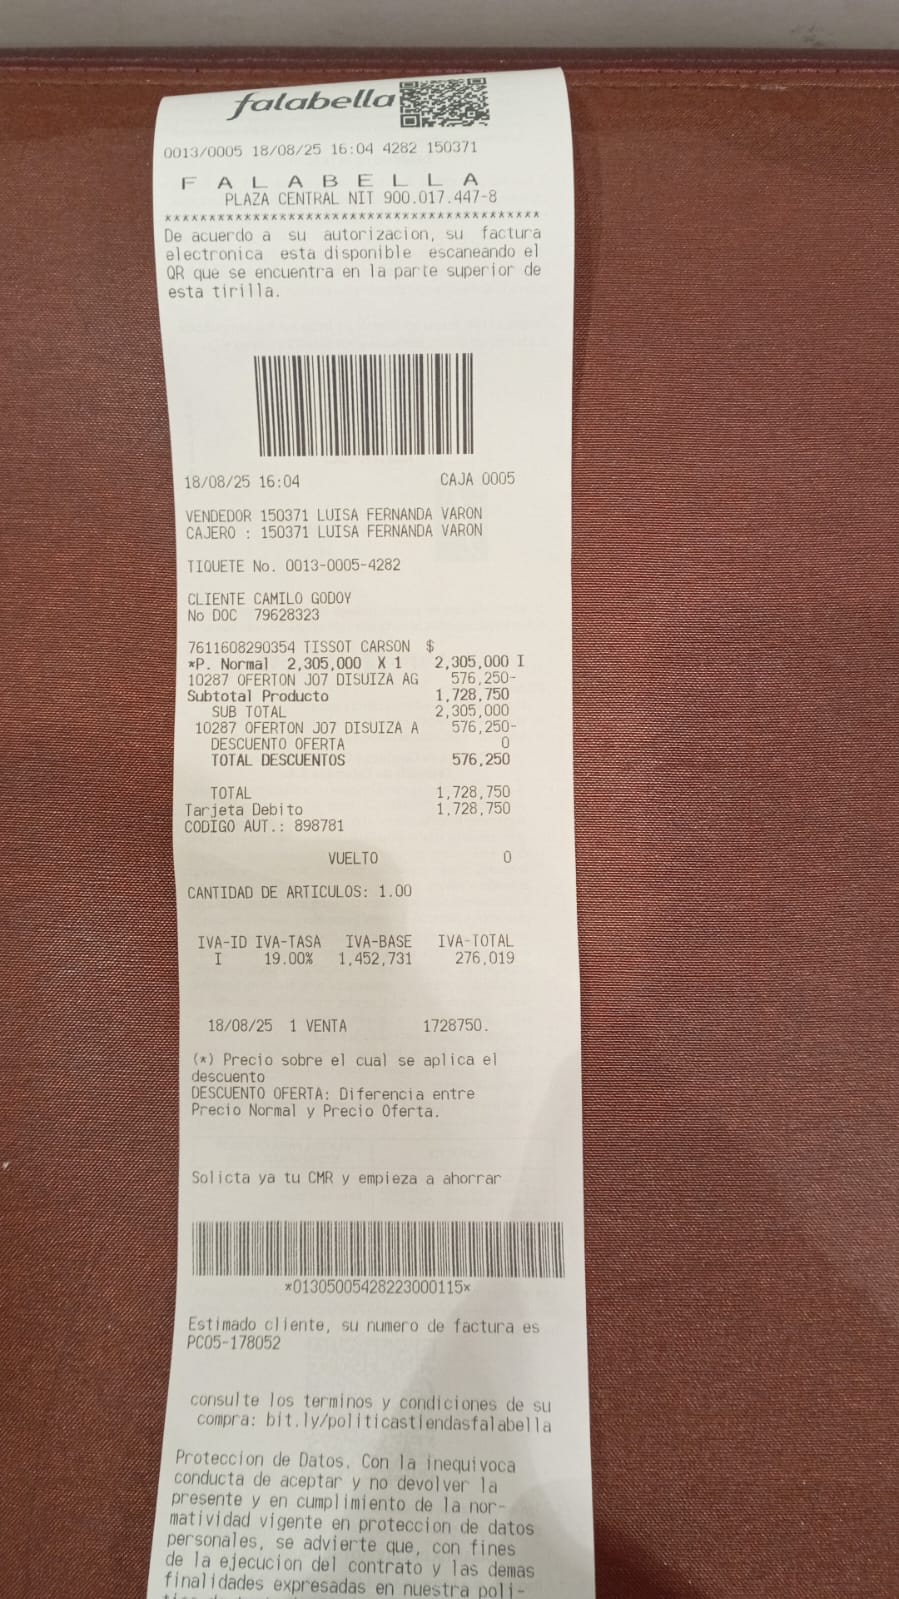 falabella
0013/0005 18/08/25 16:04 4282 150371
F A L A B E L L A
PLAZA CENTRAL NIT 900.017.447-8
*****************************************
De acuerdo a su autorizacion, su factura
electronica esta disponible escaneando el
QR que se encuentra en la parte superior de
esta tirilla.
18/08/25 16:04 CAJA 0005
VENDEDOR 150371 LUISA FERNANDA VARON
CAJERO : 150371 LUISA FERNANDA VARON
TIQUETE No. 0013-0005-4282
CLIENTE CAMILO GODOY
No DOC 79628323
7611608290354 TISSOT CARSON $
*P. Normal 2,305,000 X 1 2,305,000 I
10287 OFERTON J07 DISUIZA AG 576,250-
Subtotal Producto 1,728,750
SUB TOTAL 2,305,000
10287 OFERTON J07 DISUIZA A 576,250-
DESCUENTO OFERTA 0
TOTAL DESCUENTOS 576,250
TOTAL 1,728,750
Tarjeta Debito 1,728,750
CODIGO AUT.: 898781
VUELTO 0
CANTIDAD DE ARTICULOS: 1.00
IVA-ID IVA-TASA IVA-BASE IVA-TOTAL
I 19.00% 1,452,731 276,019
18/08/25 1 VENTA 1728750.
(*) Precio sobre el cual se aplica el
descuento
DESCUENTO OFERTA: Diferencia entre
Precio Normal y Precio Oferta.
Solicta ya tu CMR y empieza a ahorrar
*01305005428223000115*
Estimado cliente, su numero de factura es
PC05-178052
consulte los terminos y condiciones de su
compra: bit.ly/politicastiendasfalabella
Proteccion de Datos. Con la inequivoca
conducta de aceptar y no devolver la
presente y en cumplimiento de la nor-
matividad vigente en proteccion de datos
personales, se advierte que, con fines
de la ejecucion del contrato y las demas
finalidades expresadas en nuestra poli-